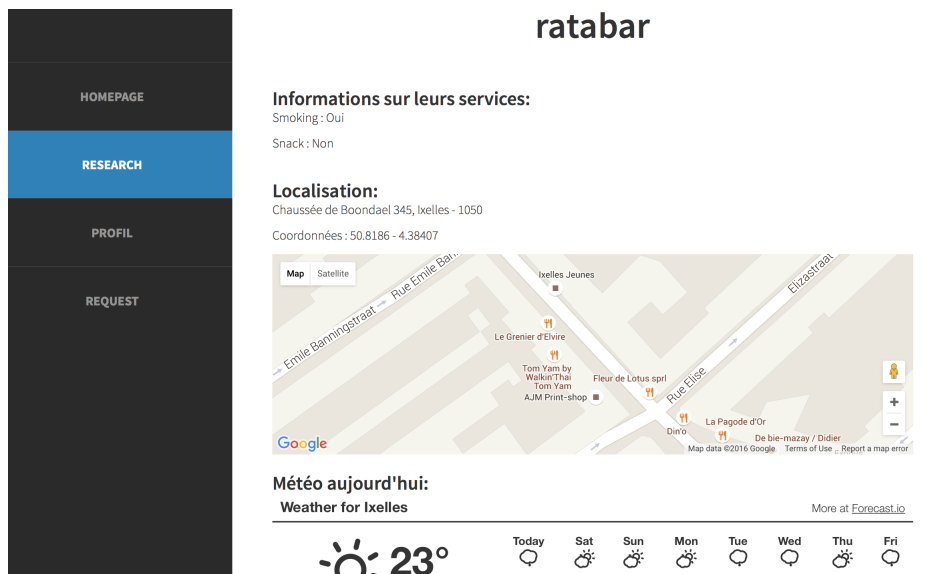 ratabar
HOMEPAGE
RESEARCH
PROFIL
REQUEST
Informations sur leurs services:
Smoking : Oui
Snack : Non
Localisation:
Chaussée de Boondael 345, Ixelles - 1050
Coordonnées : 50.8186 - 4.38407
Map Satellite
Rue Emile Ban
Emile Banningstraat
Ixelles Jeunes
Elizastraat
Le Grenier d'Elvire
Tom Yam by
Walkin'Thai
Tom Yam
Fleur de Lotus sprl
AJM Print-shop
Rue Elise
Din'o
La Pagode d'Or
De bie-mazay / Didier
Google
Map data ©2016 Google Terms of Use Report a map error
Météo aujourd'hui:
Weather for Ixelles
More at Forecast.io
23°
Today Sat Sun Mon Tue Wed Thu Fri